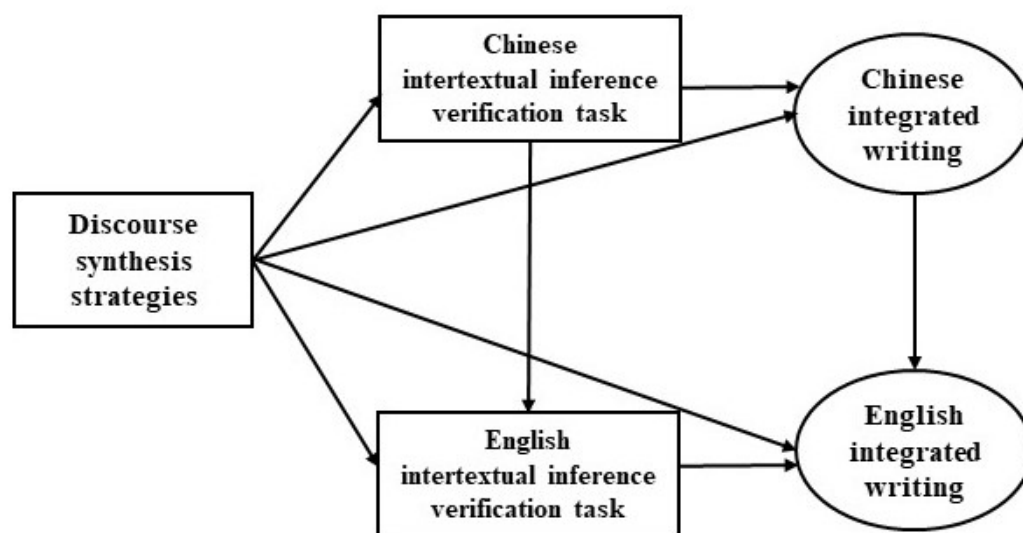 Chinese
intertextual inference
verification task
Chinese
integrated
writing
Discourse
synthesis
strategies
English
intertextual inference
verification task
English
integrated
writing